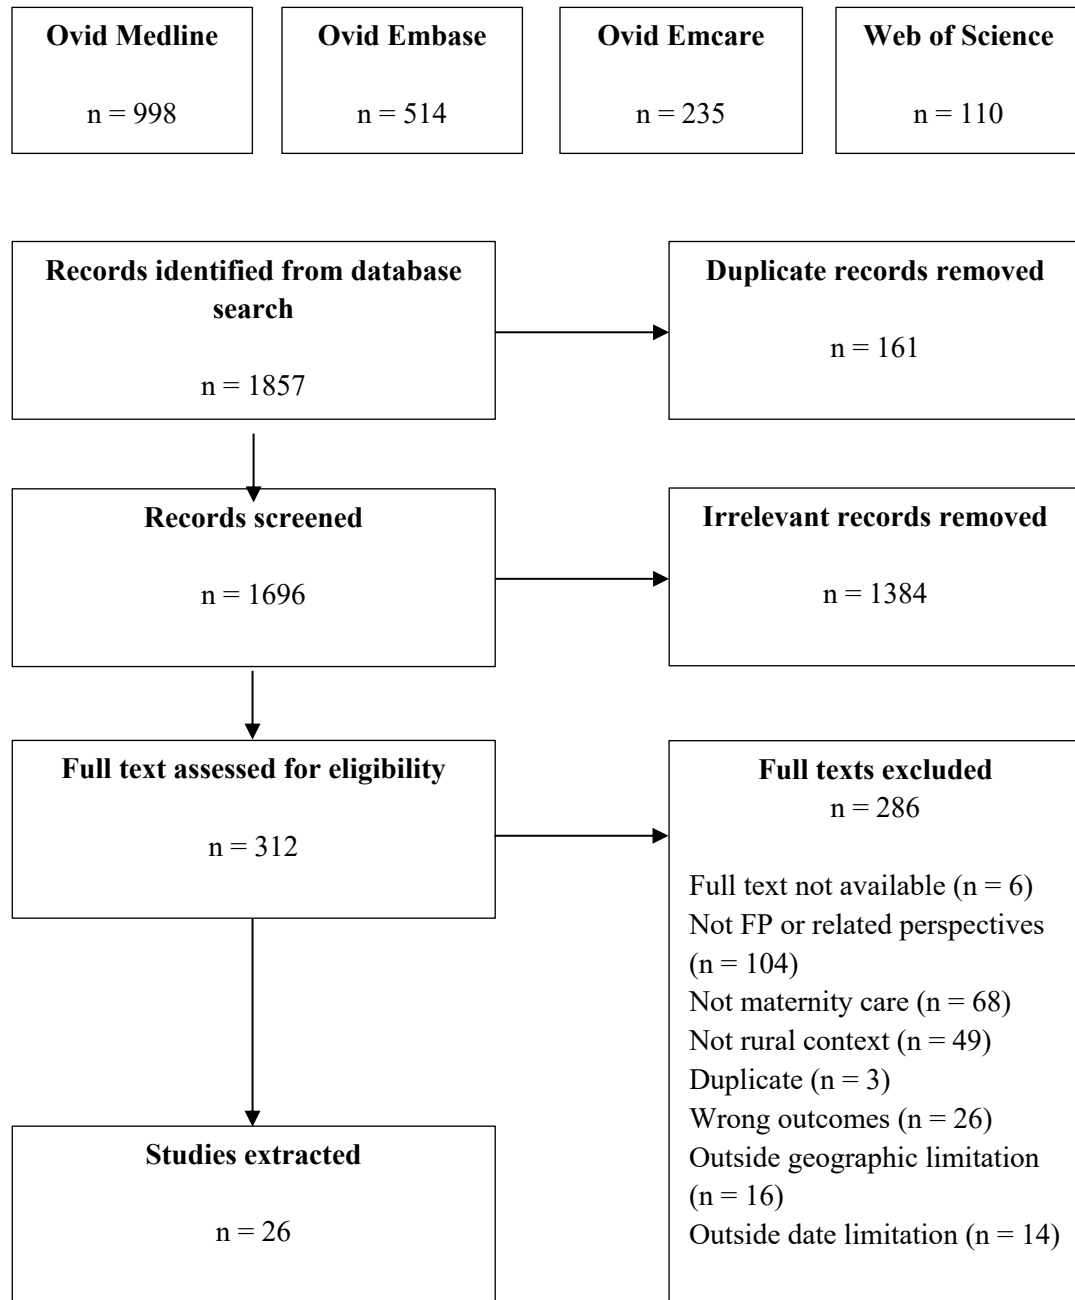 Ovid Medline
n = 998
Ovid Embase
n = 514
Ovid Emcare
n = 235
Web of Science
n = 110
Records identified from database
search
n = 1857
Duplicate records removed
n = 161
Records screened
n = 1696
Irrelevant records removed
n = 1384
Full text assessed for eligibility
n = 312
Full texts excluded
n = 286
Full text not available (n = 6)
Not FP or related perspectives
(n = 104)
Not maternity care (n = 68)
Not rural context (n = 49)
Duplicate (n = 3)
Wrong outcomes (n = 26)
Outside geographic limitation
(n = 16)
Outside date limitation (n = 14)
Studies extracted
n = 26